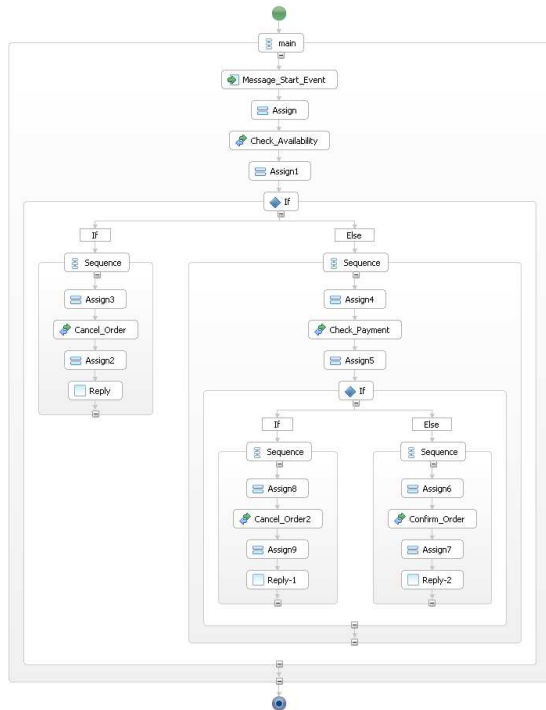 main
Message_Start_Event
Assign
Check_Availability
Assign1
If
If
Else
Sequence
Sequence
Assign3
Assign4
Cancel_Order
Check_Payment
Assign2
Assign5
Reply
If
If
Else
Sequence
Sequence
Assign8
Assign6
Cancel_Order2
Confirm_Order
Assign9
Assign7
Reply-1
Reply-2